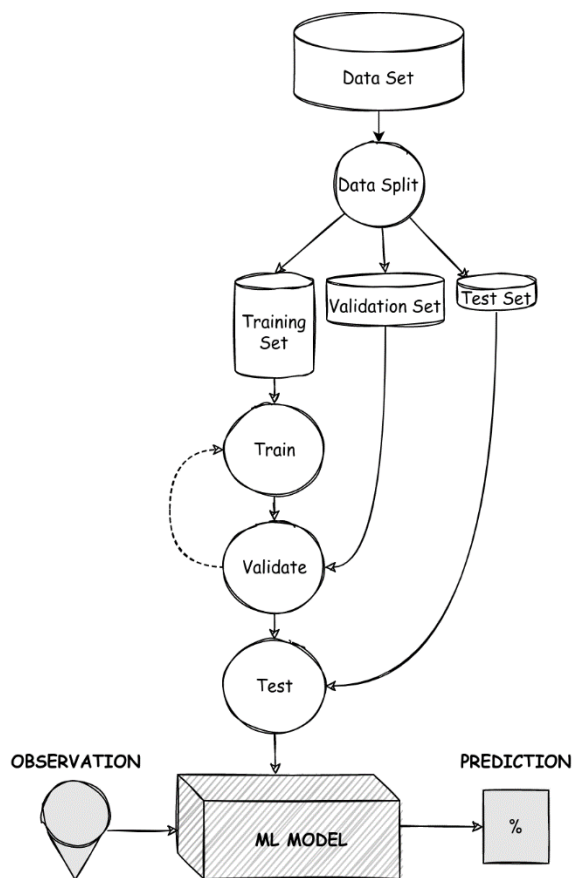 Data Set
Data Split
Training
Set
Validation Set
Test Set
Train
Validate
Test
OBSERVATION
PREDICTION
ML MODEL
%